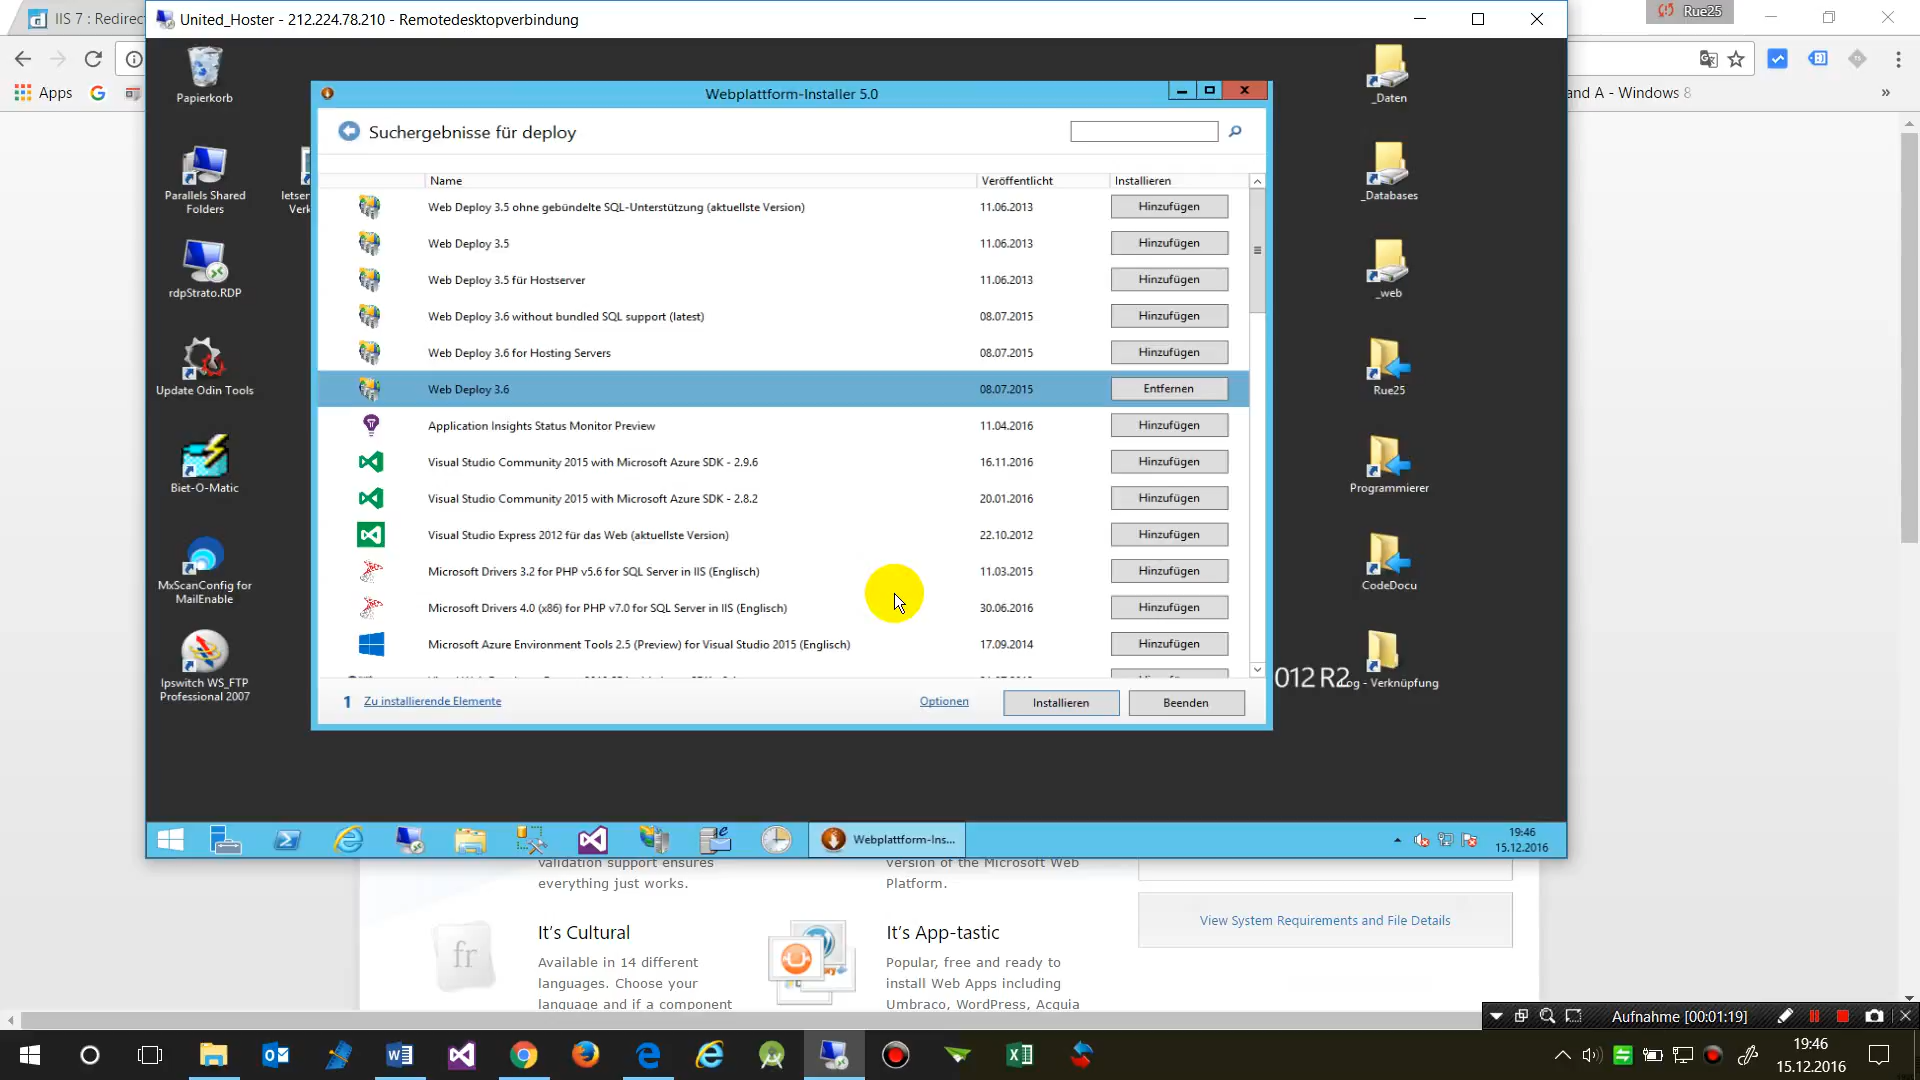 IIS 7 : Redirec
United_Hoster - 212.224.78.210 - Remotedesktopverbindung
Rue25
Apps
and A - Windows 8
Papierkorb
Parallels Shared
Folders
letser
Verk
rdpStrato.RDP
Update Odin Tools
Biet-O-Matic
MxScanConfig for
MailEnable
Ipswitch WS_FTP
Professional 2007
Webplattform-Installer 5.0
Suchergebnisse für deploy
Name Veröffentlicht Installieren
Web Deploy 3.5 ohne gebündelte SQL-Unterstützung (aktuellste Version) 11.06.2013 Hinzufügen
Web Deploy 3.5 11.06.2013 Hinzufügen
Web Deploy 3.5 für Hostserver 11.06.2013 Hinzufügen
Web Deploy 3.6 without bundled SQL support (latest) 08.07.2015 Hinzufügen
Web Deploy 3.6 for Hosting Servers 08.07.2015 Hinzufügen
Web Deploy 3.6 08.07.2015 Entfernen
Application Insights Status Monitor Preview 11.04.2016 Hinzufügen
Visual Studio Community 2015 with Microsoft Azure SDK - 2.9.6 16.11.2016 Hinzufügen
Visual Studio Community 2015 with Microsoft Azure SDK - 2.8.2 20.01.2016 Hinzufügen
Visual Studio Express 2012 für das Web (aktuellste Version) 22.10.2012 Hinzufügen
Microsoft Drivers 3.2 for PHP v5.6 for SQL Server in IIS (Englisch) 11.03.2015 Hinzufügen
Microsoft Drivers 4.0 (x86) for PHP v7.0 for SQL Server in IIS (Englisch) 30.06.2016 Hinzufügen
Microsoft Azure Environment Tools 2.5 (Preview) for Visual Studio 2015 (Englisch) 17.09.2014 Hinzufügen
1 Zu installierende Elemente Optionen Installieren Beenden
_Daten
_Databases
_web
Rue25
Programmierer
CodeDocu
012 R2
og - Verknüpfung
Webplattform-Ins...
19:46
15.12.2016
validation support ensures
everything just works.
version of the Microsoft Web
Platform.
View System Requirements and File Details
fr
It's Cultural
Available in 14 different
languages. Choose your
language and if a component
It's App-tastic
Popular, free and ready to
install Web Apps including
Umbraco, WordPress, Acquia
Aufnahme [00:01:19]
19:46
15.12.2016